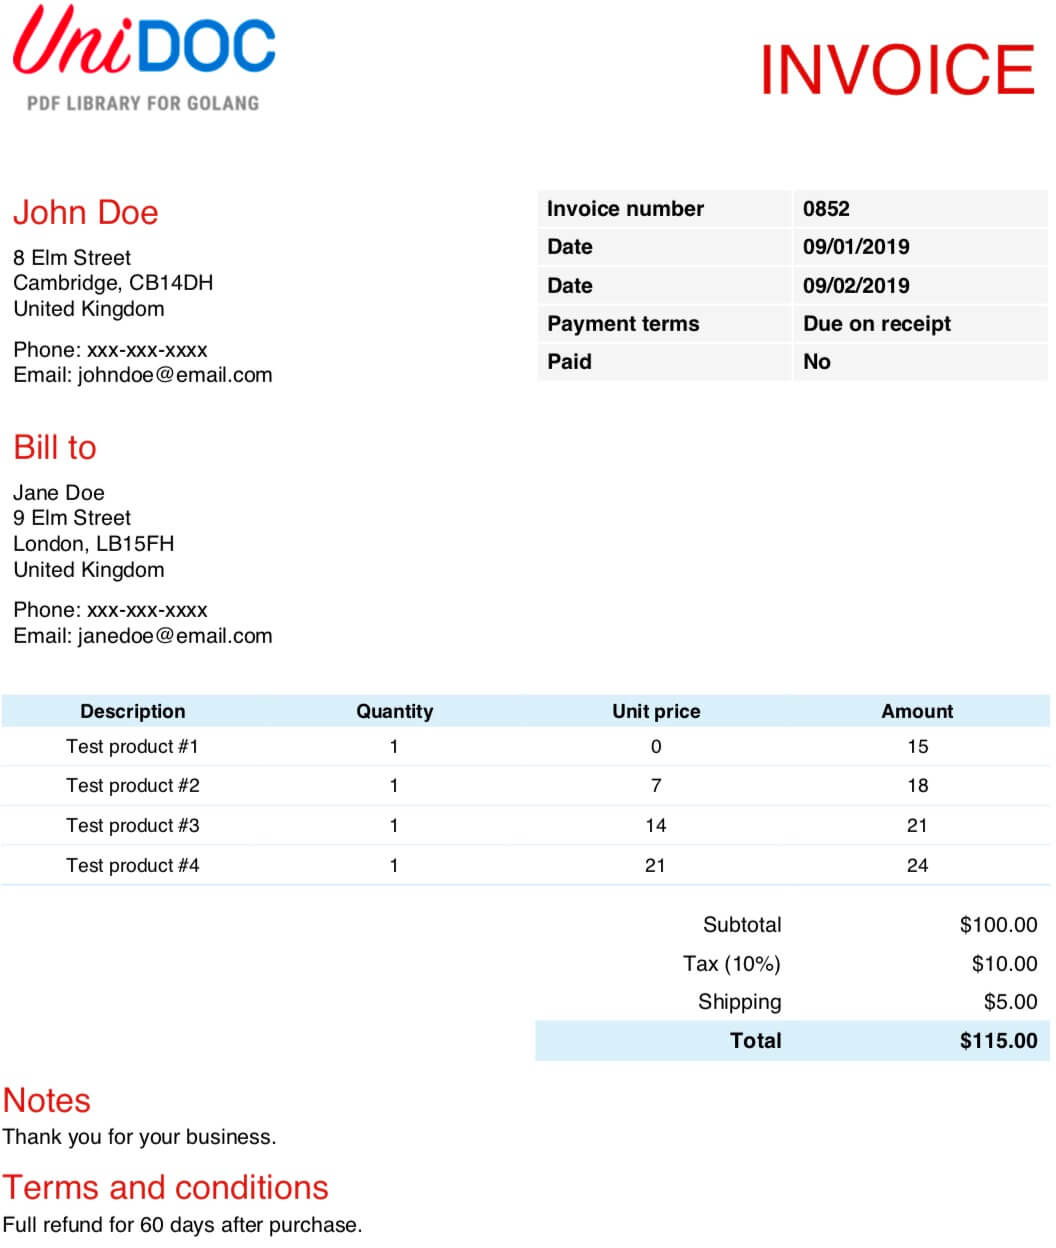 UniDOC
PDF LIBRARY FOR GOLANG
INVOICE
John Doe
8 Elm Street
Cambridge, CB14DH
United Kingdom
Phone: xxx-xxx-xxxx
Email: johndoe@email.com
Invoice number 0852
Date 09/01/2019
Date 09/02/2019
Payment terms Due on receipt
Paid No
Bill to
Jane Doe
9 Elm Street
London, LB15FH
United Kingdom
Phone: xxx-xxx-xxxx
Email: janedoe@email.com
Description Quantity Unit price Amount
Test product #1 1 0 15
Test product #2 1 7 18
Test product #3 1 14 21
Test product #4 1 21 24
Subtotal $100.00
Tax (10%) $10.00
Shipping $5.00
Total $115.00
Notes
Thank you for your business.
Terms and conditions
Full refund for 60 days after purchase.